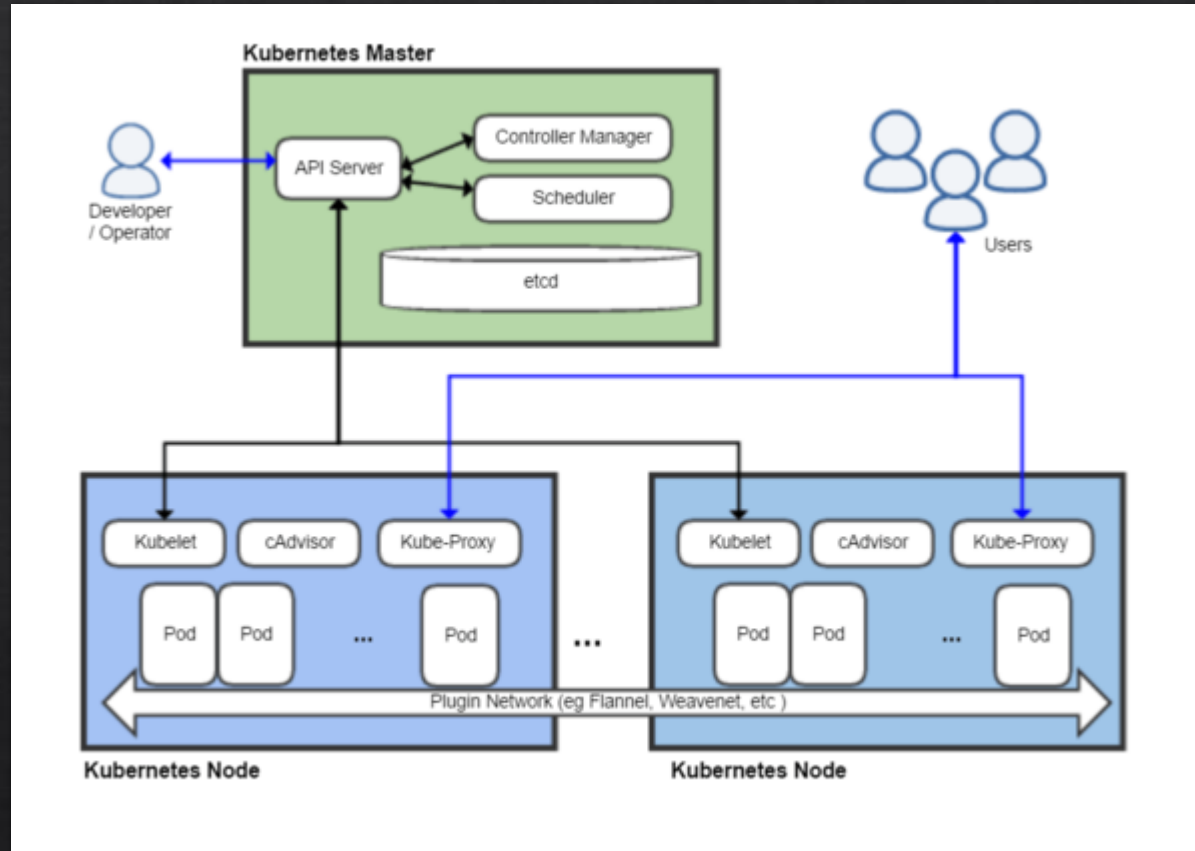 Kubernetes Master
API Server
Controller Manager
Scheduler
etcd
Developer
/ Operator
Users
Kubelet
cAdvisor
Kube-Proxy
Pod
Pod
...
Pod
...
Kubelet
cAdvisor
Kube-Proxy
Pod
Pod
...
Pod
Plugin Network (eg Flannel, Weavenet, etc )
Kubernetes Node
Kubernetes Node